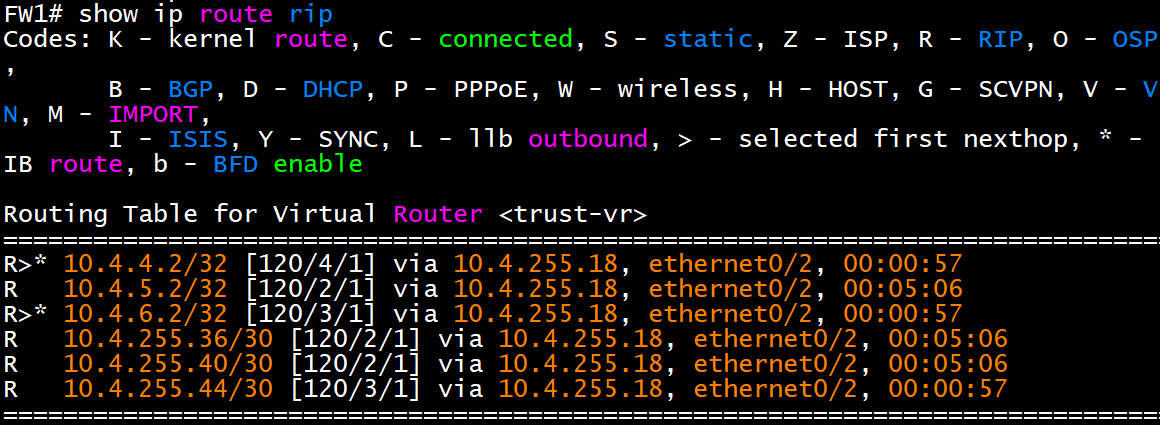 FW1# show ip route rip
Codes: K - kernel route, C - connected, S - static, Z - ISP, R - RIP, O - OSP
,
B - BGP, D - DHCP, P - PPPoE, W - wireless, H - HOST, G - SCVPN, V - V
N, M - IMPORT,
I - ISIS, Y - SYNC, L - llb outbound, > - selected first nexthop, * -
IB route, b - BFD enable
Routing Table for Virtual Router <trust-vr>
==============================================================================
R>* 10.4.4.2/32 [120/4/1] via 10.4.255.18, ethernet0/2, 00:00:57
R   10.4.5.2/32 [120/2/1] via 10.4.255.18, ethernet0/2, 00:05:06
R>* 10.4.6.2/32 [120/3/1] via 10.4.255.18, ethernet0/2, 00:00:57
R   10.4.255.36/30 [120/2/1] via 10.4.255.18, ethernet0/2, 00:05:06
R   10.4.255.40/30 [120/2/1] via 10.4.255.18, ethernet0/2, 00:05:06
R   10.4.255.44/30 [120/3/1] via 10.4.255.18, ethernet0/2, 00:00:57
==============================================================================